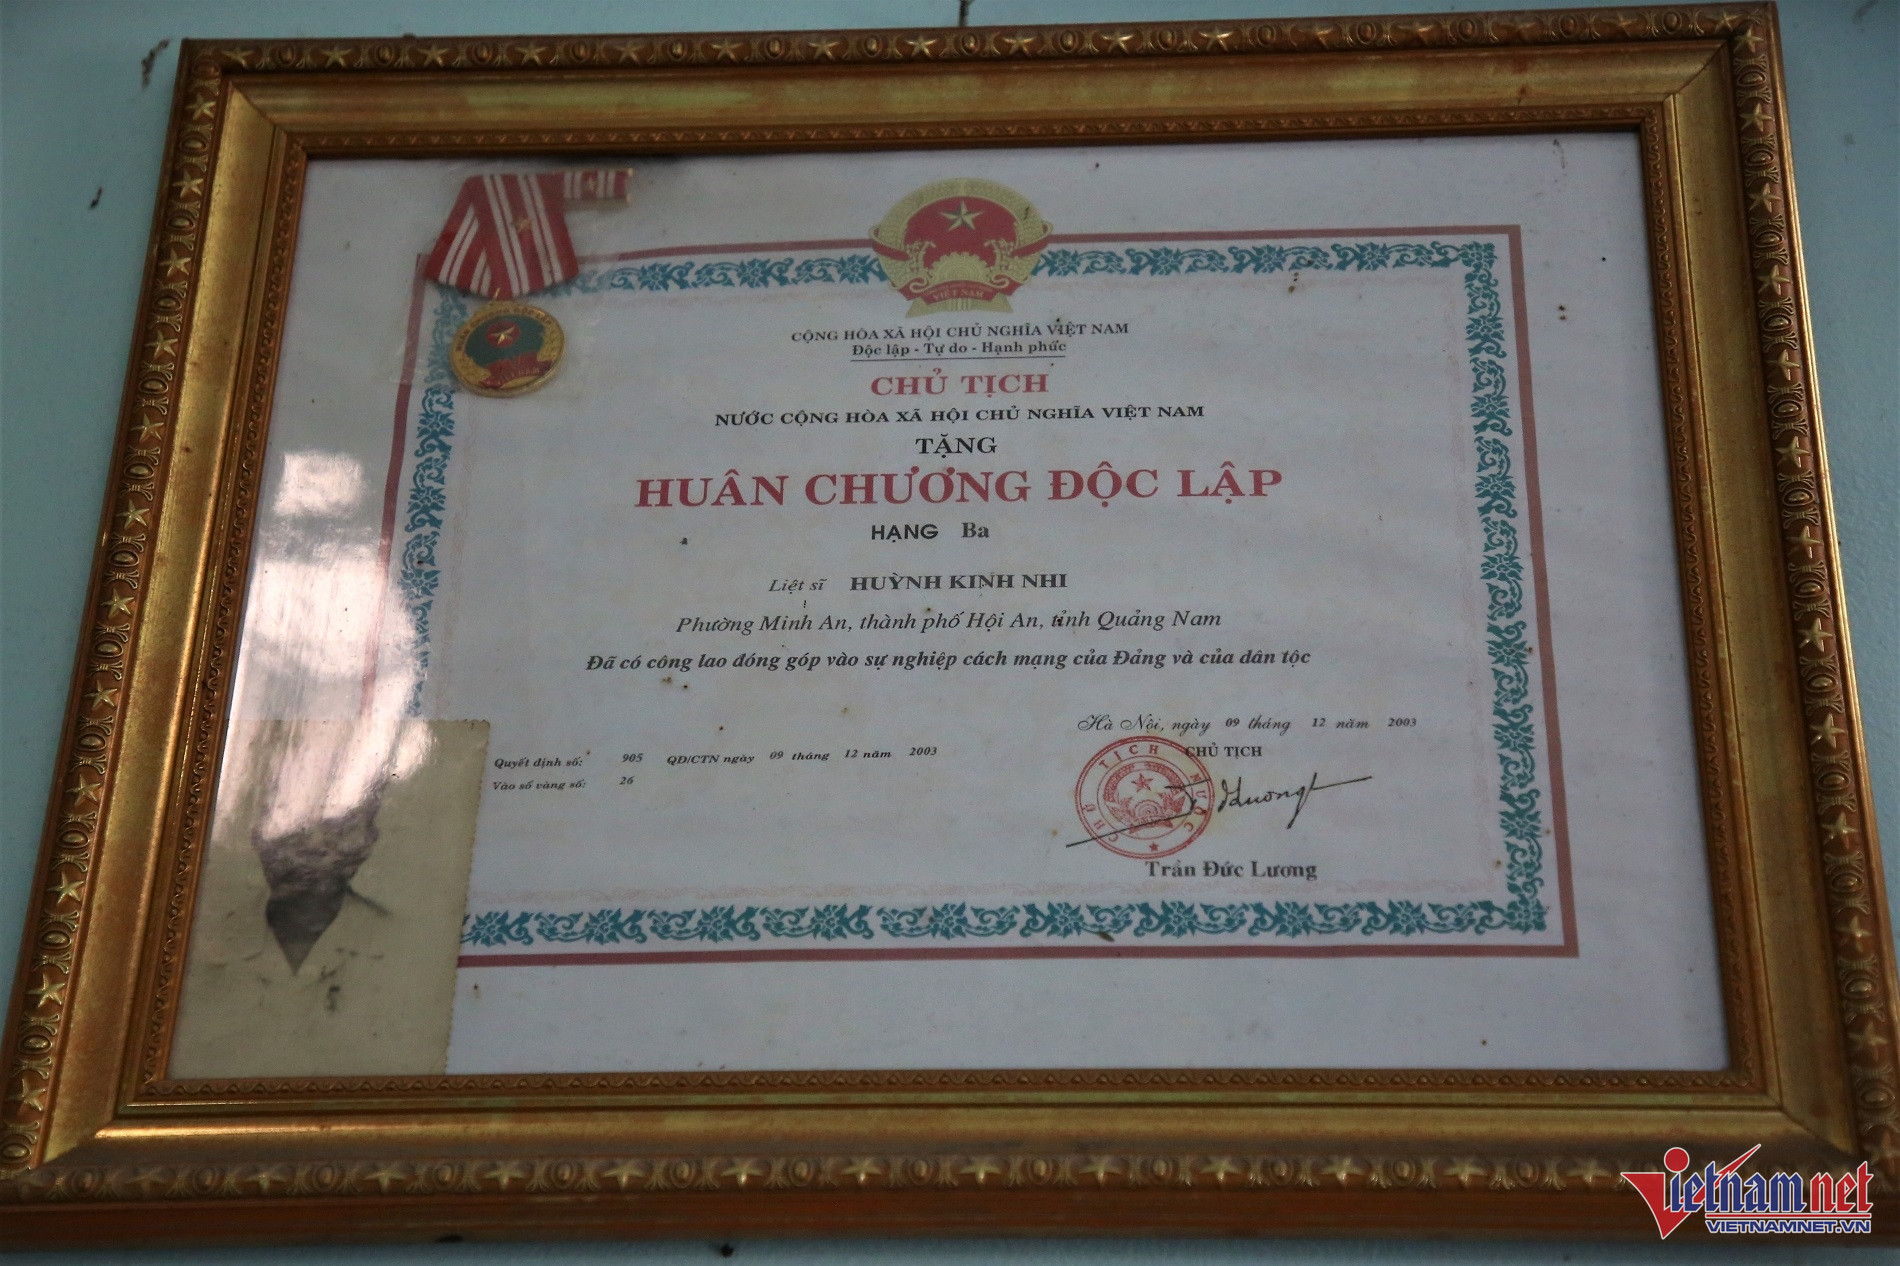 VIỆT NAM
CỘNG HÒA XÃ HỘI CHỦ NGHĨA VIỆT NAM
Độc lập - Tự do - Hạnh phúc
CHỦ TỊCH
NƯỚC CỘNG HÒA XÃ HỘI CHỦ NGHĨA VIỆT NAM
TẶNG
HUÂN CHƯƠNG ĐỘC LẬP
HẠNG Ba
Liệt sĩ HUỲNH KINH NHI
Phường Minh An, thành phố Hội An, tỉnh Quảng Nam
Đã có công lao đóng góp vào sự nghiệp cách mạng của Đảng và của dân tộc
Hà Nội, ngày 09 tháng 12 năm 2003
CHỦ TỊCH
Quyết định số: 905 QĐ/CTN ngày 09 tháng 12 năm 2003
Vào sổ vàng số: 26
CHỦ TỊCH NƯỚC
Trần Đức Lương
Vietnamnet
VIETNAMNET.VN